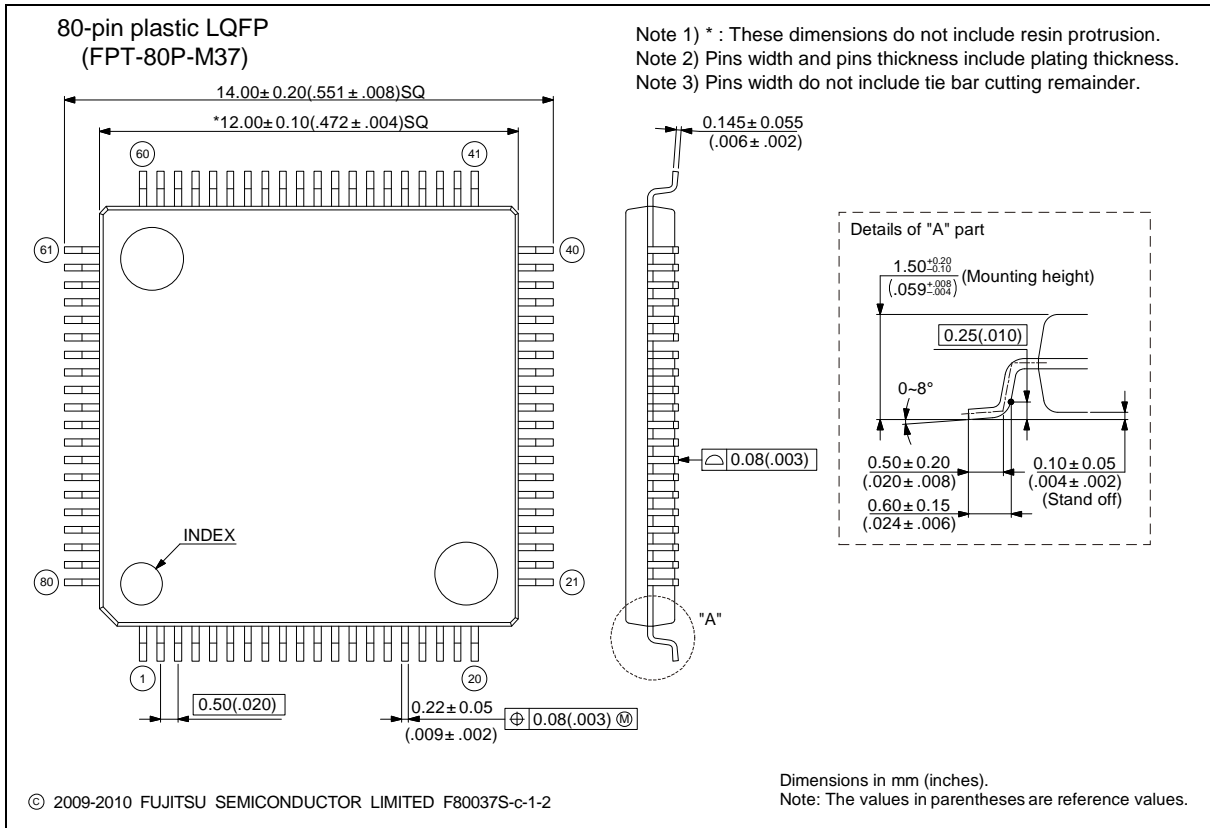 80-pin plastic LQFP
(FPT-80P-M37)
Note 1) * : These dimensions do not include resin protrusion.
Note 2) Pins width and pins thickness include plating thickness.
Note 3) Pins width do not include tie bar cutting remainder.
14.00±0.20(.551±.008)SQ
*12.00±0.10(.472±.004)SQ
0.145±0.055
(.006±.002)
60
41
61
40
Details of "A" part
1.50+0.20−0.10
(.059+.008−.004)
(Mounting height)
0.25(.010)
0~8°
0.08(.003)
0.50±0.20
(.020±.008)
0.10±0.05
(.004±.002)
(Stand off)
0.60±0.15
(.024±.006)
INDEX
80
21
"A"
1
20
0.50(.020)
0.22±0.05
(.009±.002)
⌖ 0.08(.003) Ⓜ
© 2009-2010 FUJITSU SEMICONDUCTOR LIMITED F80037S-c-1-2
Dimensions in mm (inches).
Note: The values in parentheses are reference values.